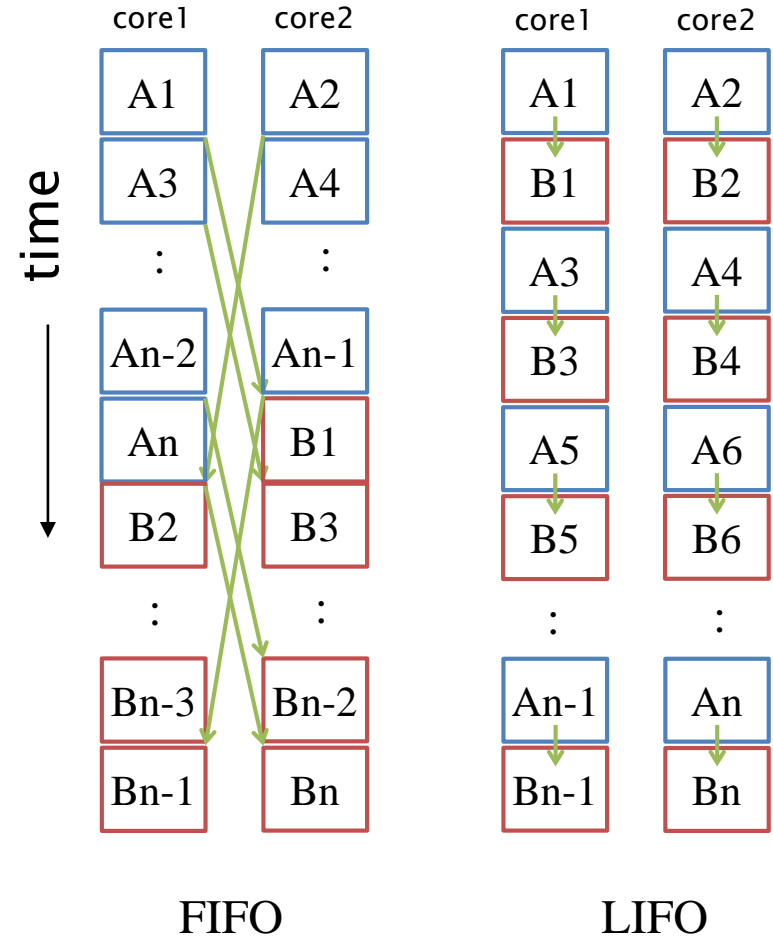 core1 core2 core1 core2
A1 A2 A1 A2
A3 A4 B1 B2
: : A3 A4
An-2 An-1 B3 B4
An B1 A5 A6
B2 B3 B5 B6
: : : :
Bn-3 Bn-2 An-1 An
Bn-1 Bn Bn-1 Bn
time
FIFO LIFO